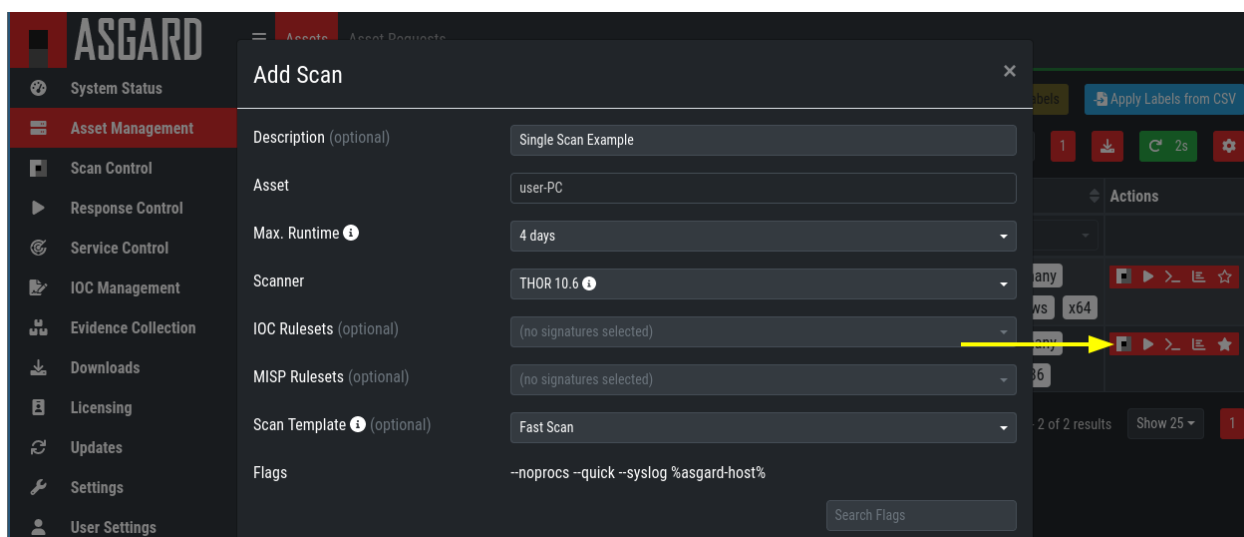 ASGARD
Assets Asset Requests
System Status
Asset Management
Scan Control
Response Control
Service Control
IOC Management
Evidence Collection
Downloads
Licensing
Updates
Settings
User Settings
Add Scan ×
Description (optional) Single Scan Example
Asset user-PC
Max. Runtime 4 days
Scanner THOR 10.6
IOC Rulesets (optional) (no signatures selected)
MISP Rulesets (optional) (no signatures selected)
Scan Template (optional) Fast Scan
Flags --noprocs --quick --syslog %asgard-host%
Search Flags
Apply Labels from CSV
1 2s
Actions
x64
2 of 2 results Show 25 1